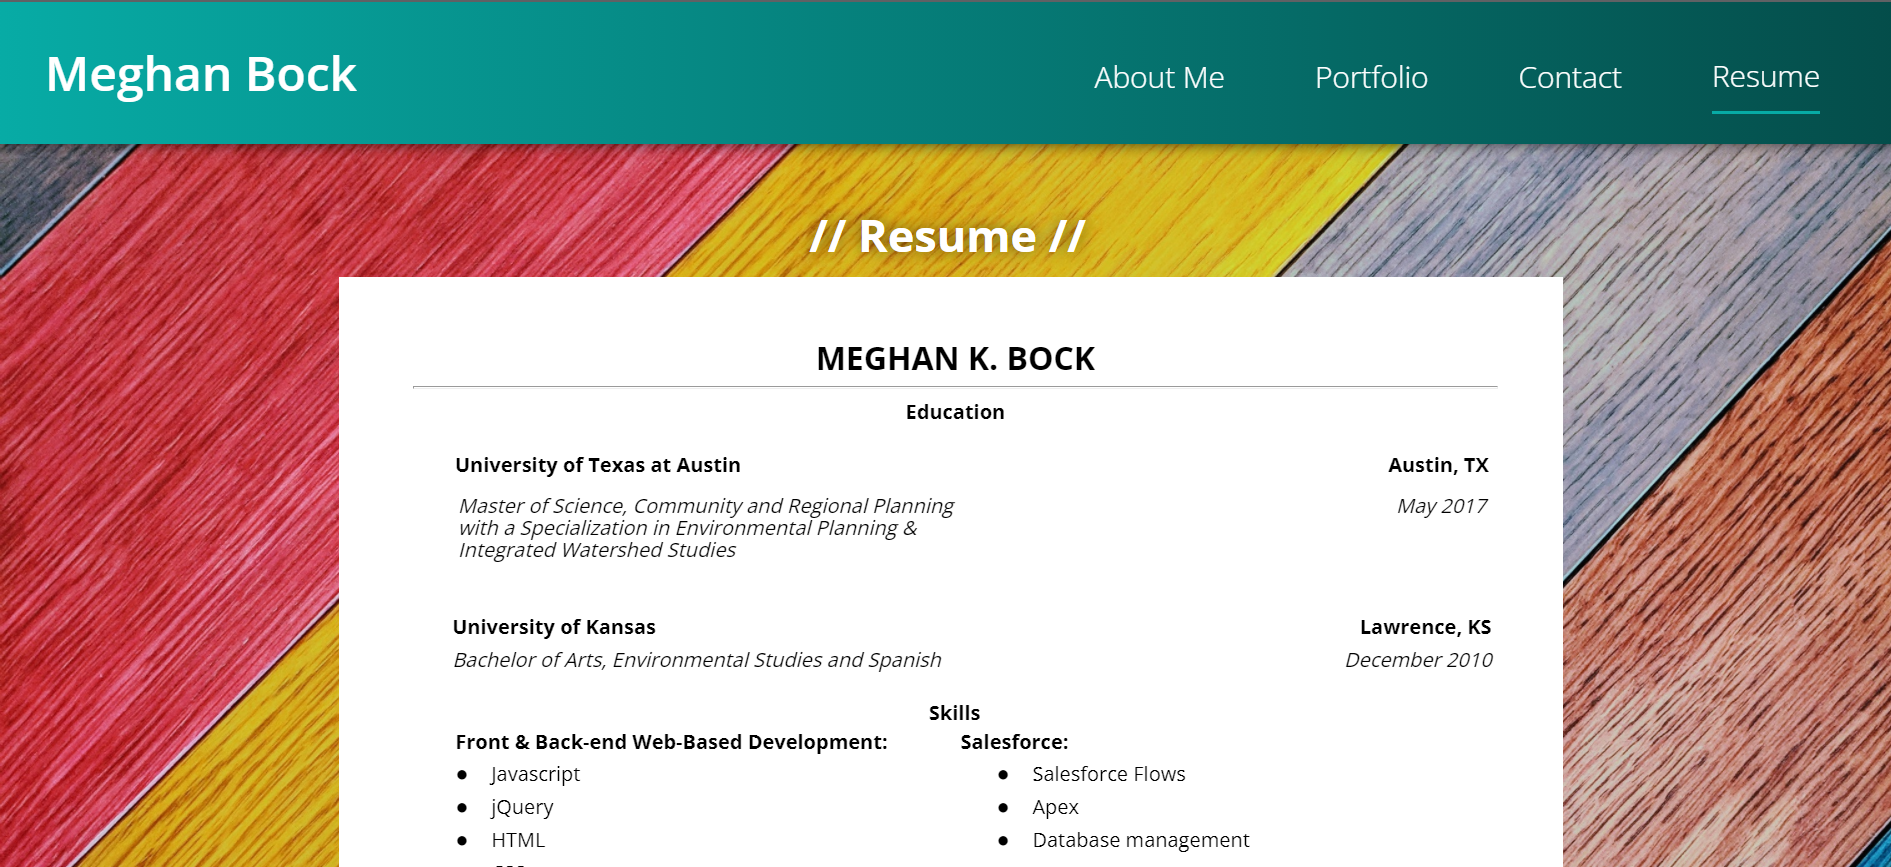 Meghan Bock
About Me
Portfolio
Contact
Resume
// Resume //
MEGHAN K. BOCK
Education
University of Texas at Austin
Austin, TX
Master of Science, Community and Regional Planning
May 2017
with a Specialization in Environmental Planning &
Integrated Watershed Studies
University of Kansas
Lawrence, KS
Bachelor of Arts, Environmental Studies and Spanish
December 2010
Skills
Front & Back-end Web-Based Development:
Salesforce:
● Javascript
● Salesforce Flows
● jQuery
● Apex
● HTML
● Database management